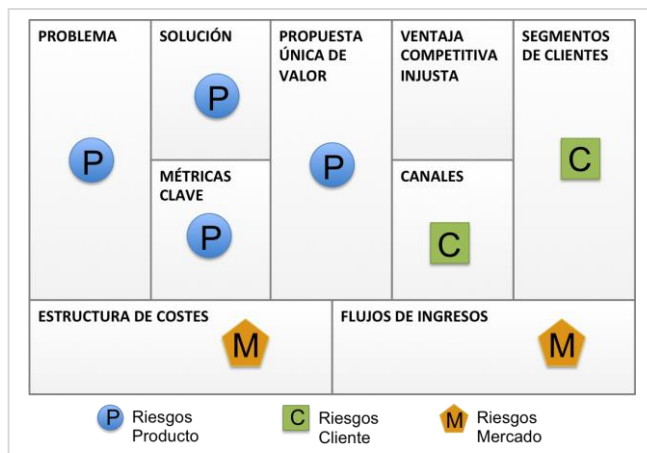 PROBLEMA
P
SOLUCIÓN
P
MÉTRICAS
CLAVE
P
PROPUESTA
ÚNICA DE
VALOR
P
VENTAJA
COMPETITIVA
INJUSTA
CANALES
C
SEGMENTOS
DE CLIENTES
C
ESTRUCTURA DE COSTES
M
FLUJOS DE INGRESOS
M
P Riesgos
Producto
C Riesgos
Cliente
M Riesgos
Mercado